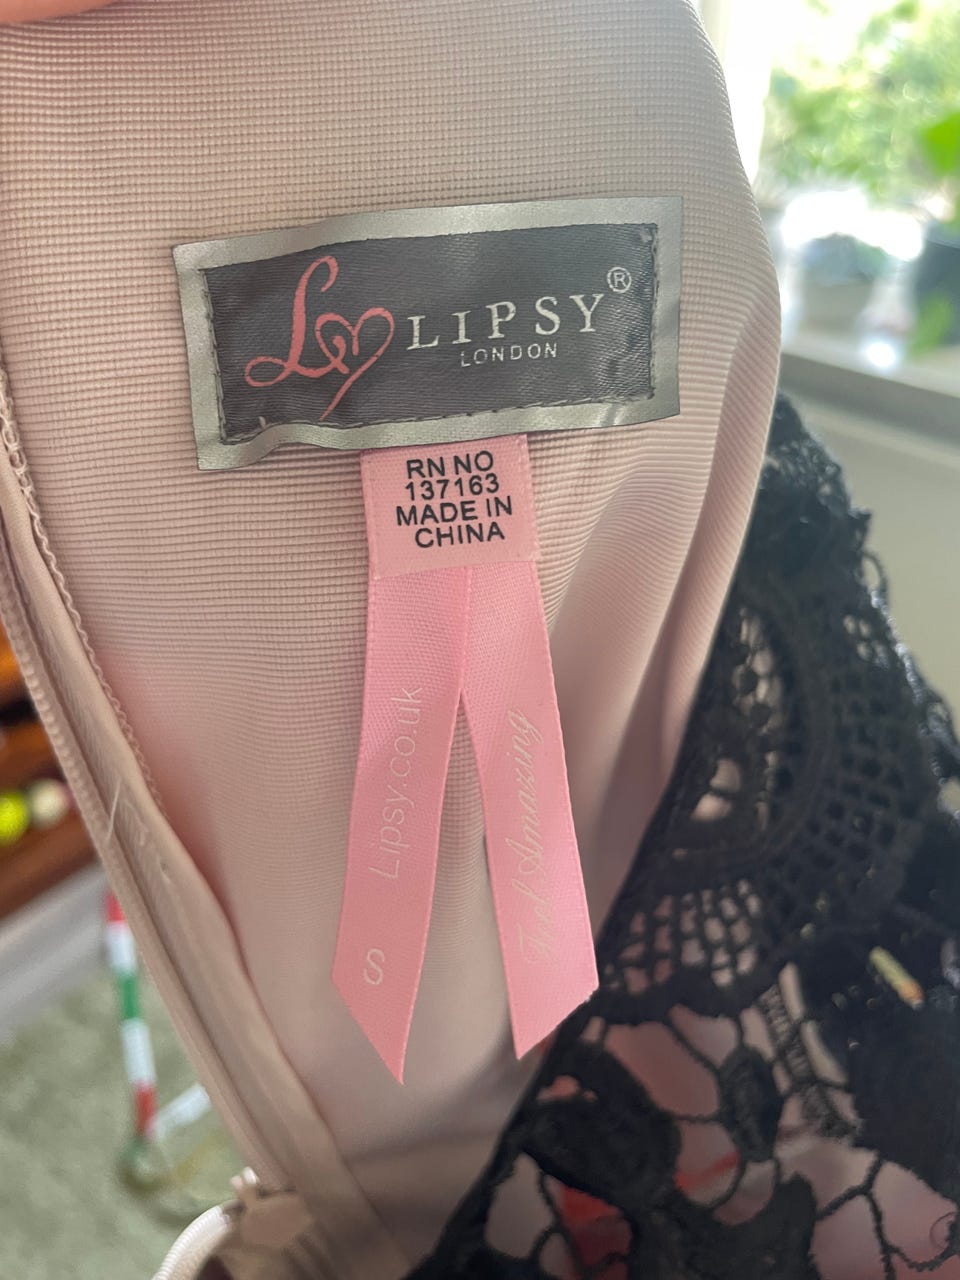 LIPSY®
LONDON
RN NO
137163
MADE IN
CHINA
Lipsy.co.uk
S
Feel Amazing